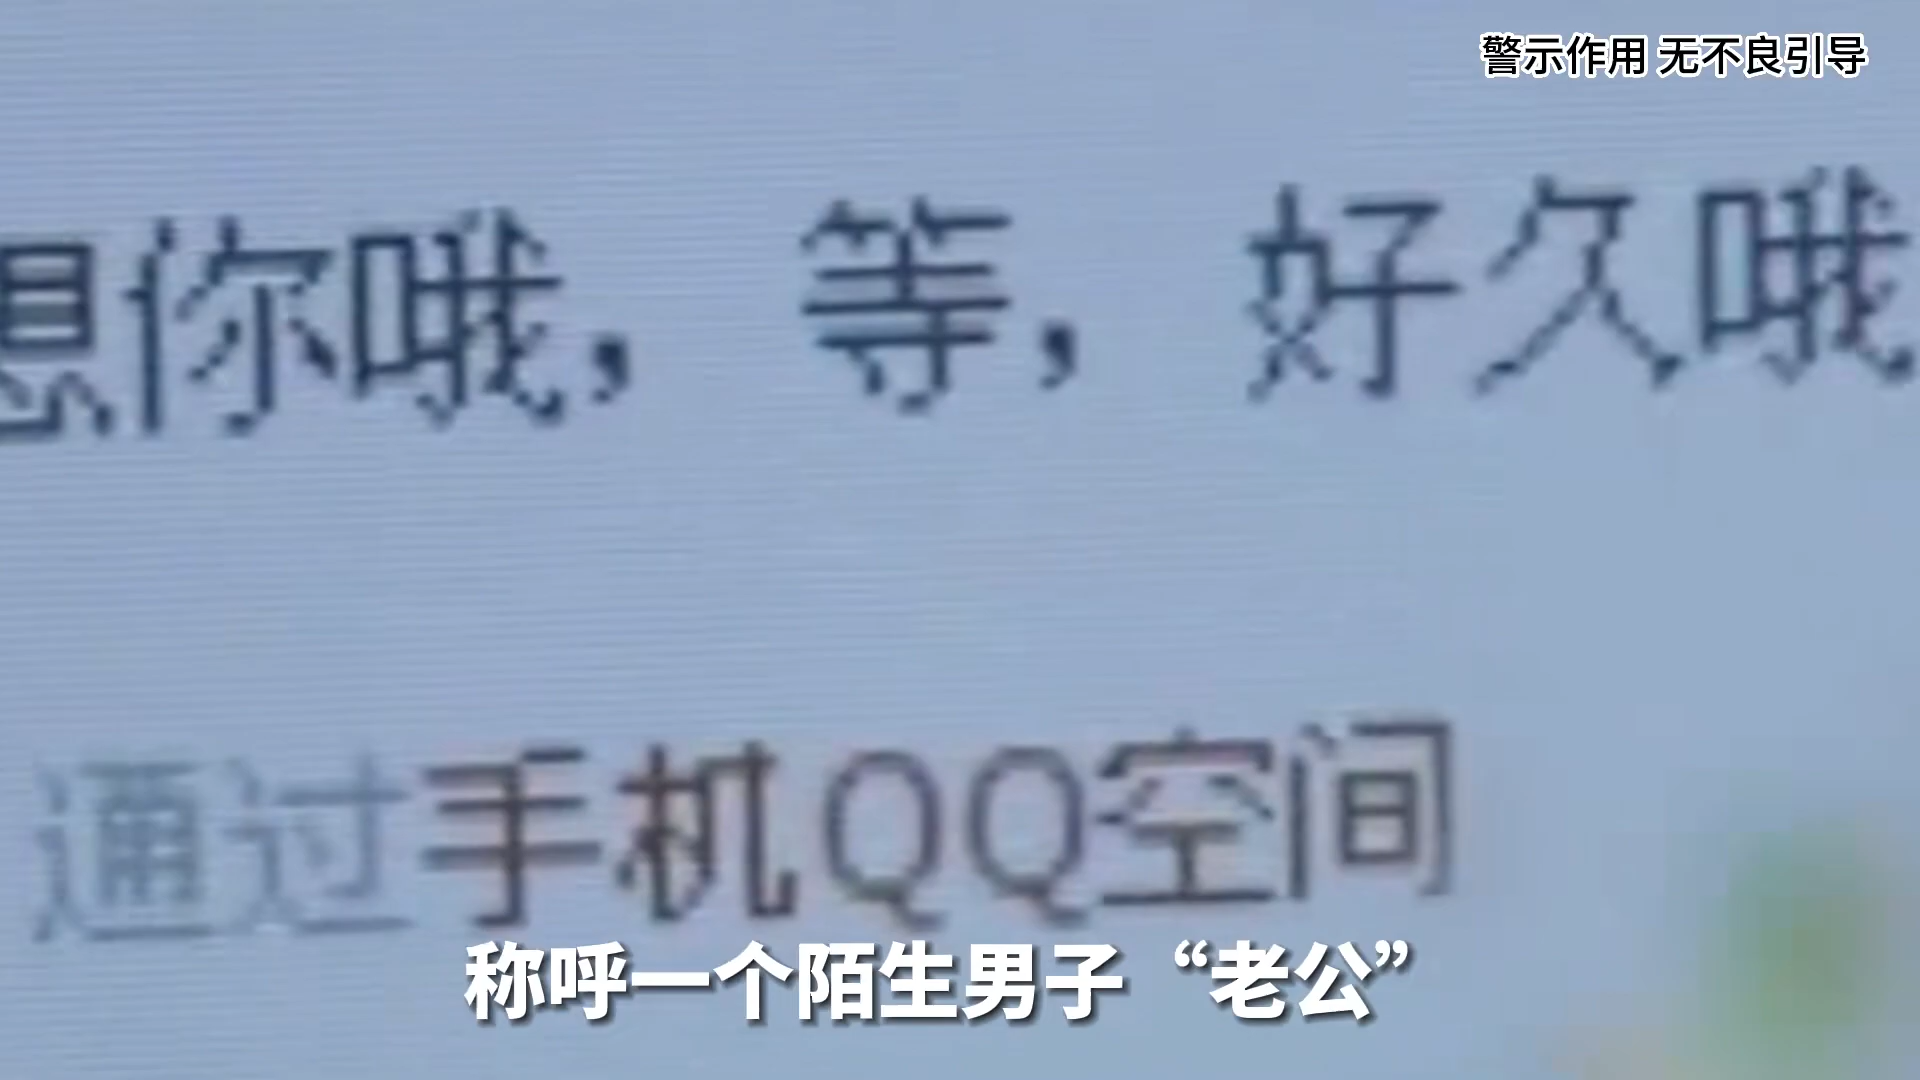 警示作用 无不良引导
想你哦， 等， 好久哦
通过手机QQ空间
称呼一个陌生男子“老公”